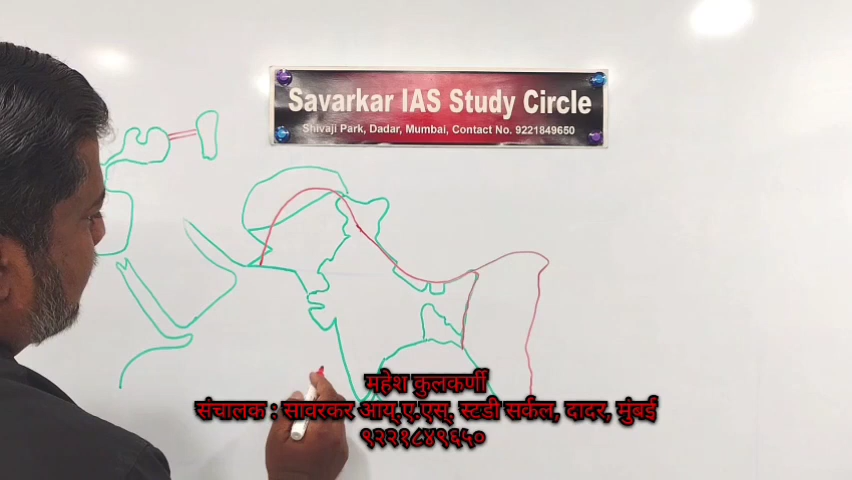 Savarkar IAS Study Circle
Shivaji Park, Dadar, Mumbai, Contact No. 9221849650
महेश कुलकर्णी
संचालक : सावरकर आय्.ए.एस्. स्टडी सर्कल, दादर, मुंबई
९२२१८४९६५०